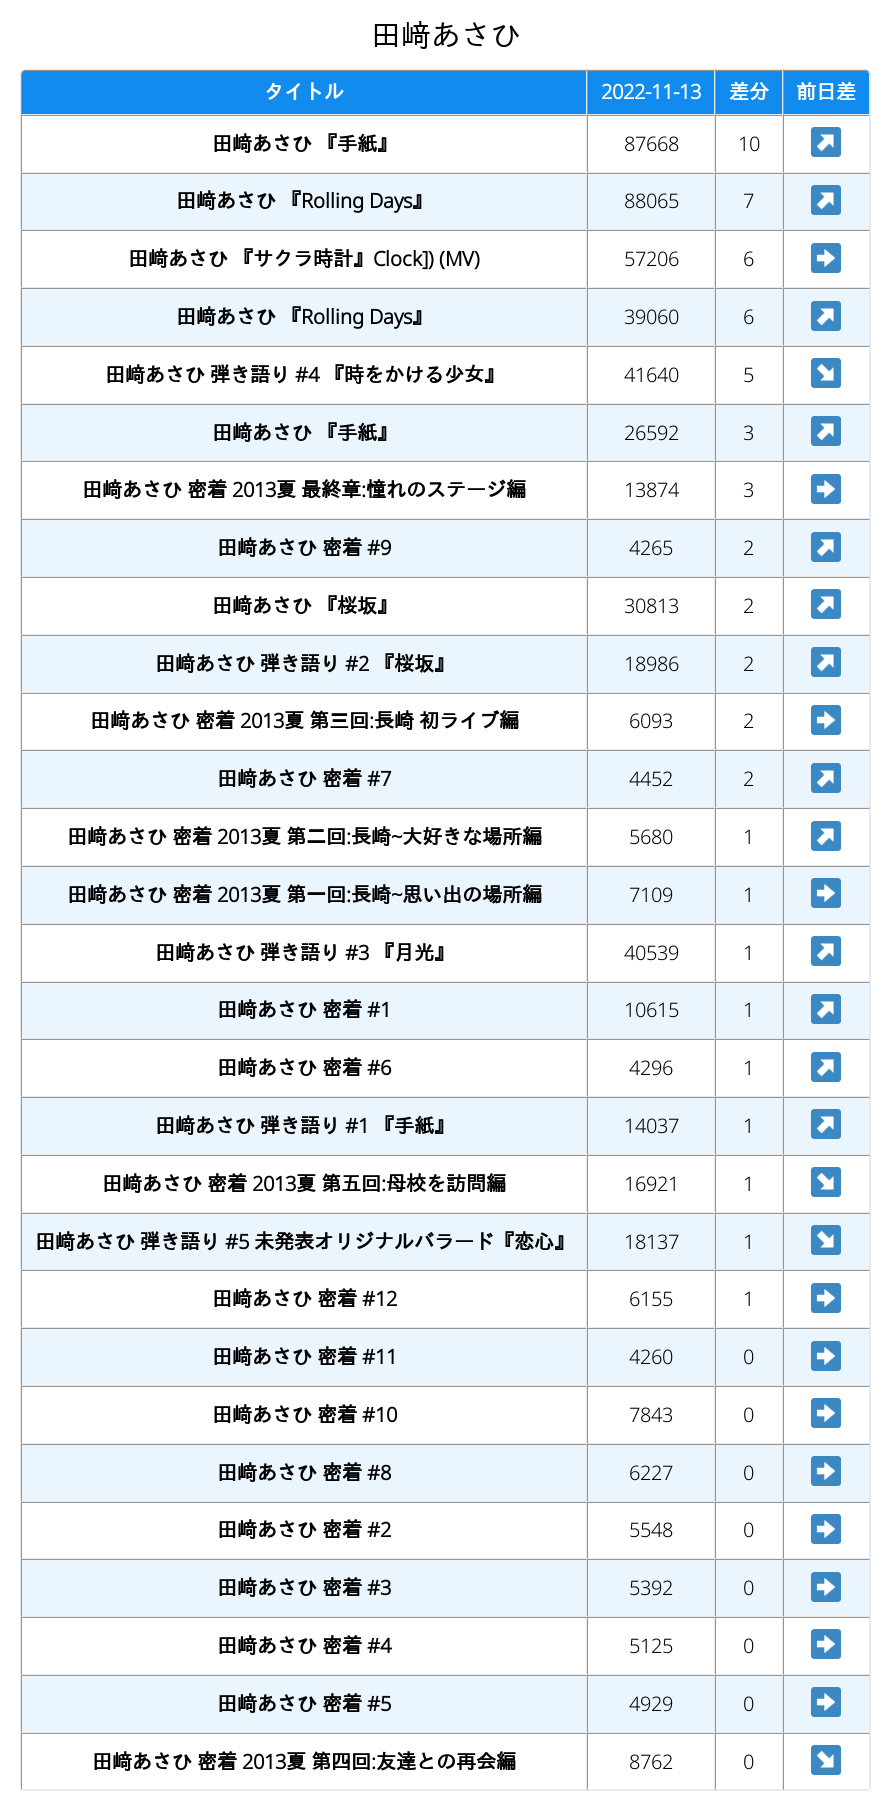 田﨑あさひ
タイトル 2022-11-13 差分 前日差
田﨑あさひ 『手紙』 87668 10 ↗
田﨑あさひ 『Rolling Days』 88065 7 ↗
田﨑あさひ 『サクラ時計』Clock]) (MV) 57206 6 ➡
田﨑あさひ 『Rolling Days』 39060 6 ↗
田﨑あさひ 弾き語り #4 『時をかける少女』 41640 5 ↘
田﨑あさひ 『手紙』 26592 3 ↗
田﨑あさひ 密着 2013夏 最終章:憧れのステージ編 13874 3 ➡
田﨑あさひ 密着 #9 4265 2 ↗
田﨑あさひ 『桜坂』 30813 2 ↗
田﨑あさひ 弾き語り #2 『桜坂』 18986 2 ↗
田﨑あさひ 密着 2013夏 第三回:長崎 初ライブ編 6093 2 ➡
田﨑あさひ 密着 #7 4452 2 ↗
田﨑あさひ 密着 2013夏 第二回:長崎~大好きな場所編 5680 1 ↗
田﨑あさひ 密着 2013夏 第一回:長崎~思い出の場所編 7109 1 ➡
田﨑あさひ 弾き語り #3 『月光』 40539 1 ↗
田﨑あさひ 密着 #1 10615 1 ↗
田﨑あさひ 密着 #6 4296 1 ↗
田﨑あさひ 弾き語り #1 『手紙』 14037 1 ↗
田﨑あさひ 密着 2013夏 第五回:母校を訪問編 16921 1 ↘
田﨑あさひ 弾き語り #5 未発表オリジナルバラード『恋心』 18137 1 ↘
田﨑あさひ 密着 #12 6155 1 ➡
田﨑あさひ 密着 #11 4260 0 ➡
田﨑あさひ 密着 #10 7843 0 ➡
田﨑あさひ 密着 #8 6227 0 ➡
田﨑あさひ 密着 #2 5548 0 ➡
田﨑あさひ 密着 #3 5392 0 ➡
田﨑あさひ 密着 #4 5125 0 ➡
田﨑あさひ 密着 #5 4929 0 ➡
田﨑あさひ 密着 2013夏 第四回:友達との再会編 8762 0 ↘